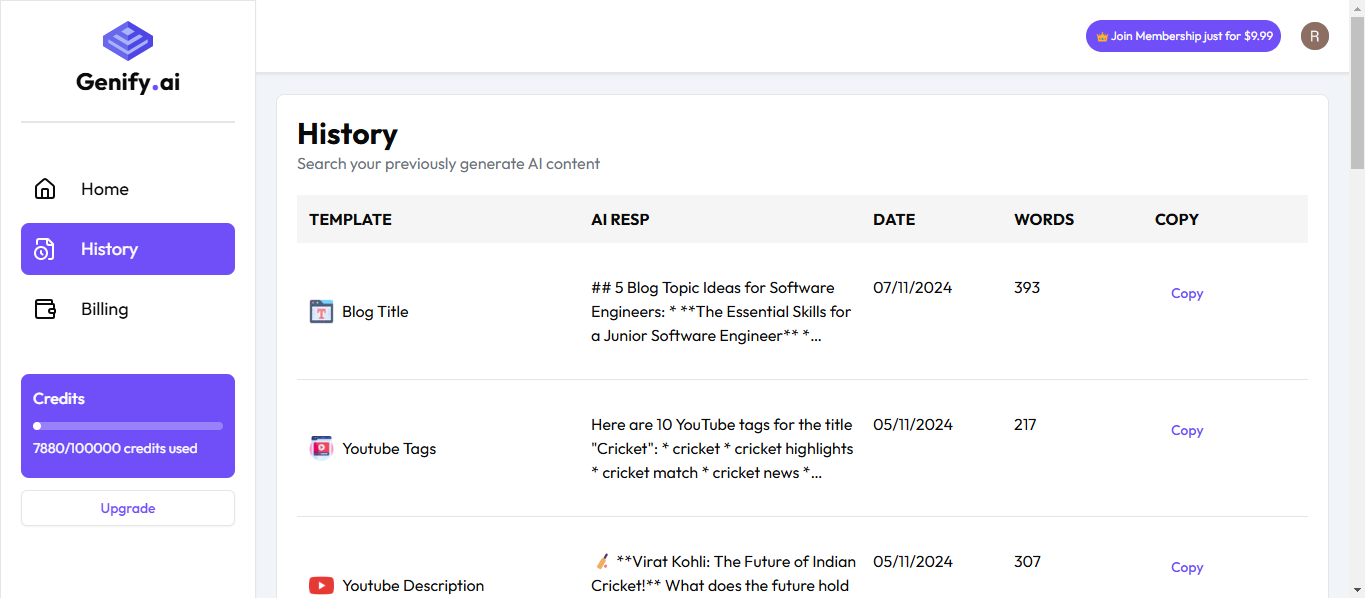 Genify.ai
Home
History
Billing
Credits
7880/100000 credits used
Upgrade
Join Membership just for $9.99
R
History
Search your previously generate AI content
TEMPLATE AI RESP DATE WORDS COPY
Blog Title
## 5 Blog Topic Ideas for Software
Engineers: * **The Essential Skills for
a Junior Software Engineer** *...
07/11/2024
393
Copy
Youtube Tags
Here are 10 YouTube tags for the title
"Cricket": * cricket * cricket highlights
* cricket match * cricket news *...
05/11/2024
217
Copy
Youtube Description
**Virat Kohli: The Future of Indian
Cricket!** What does the future hold
05/11/2024
307
Copy